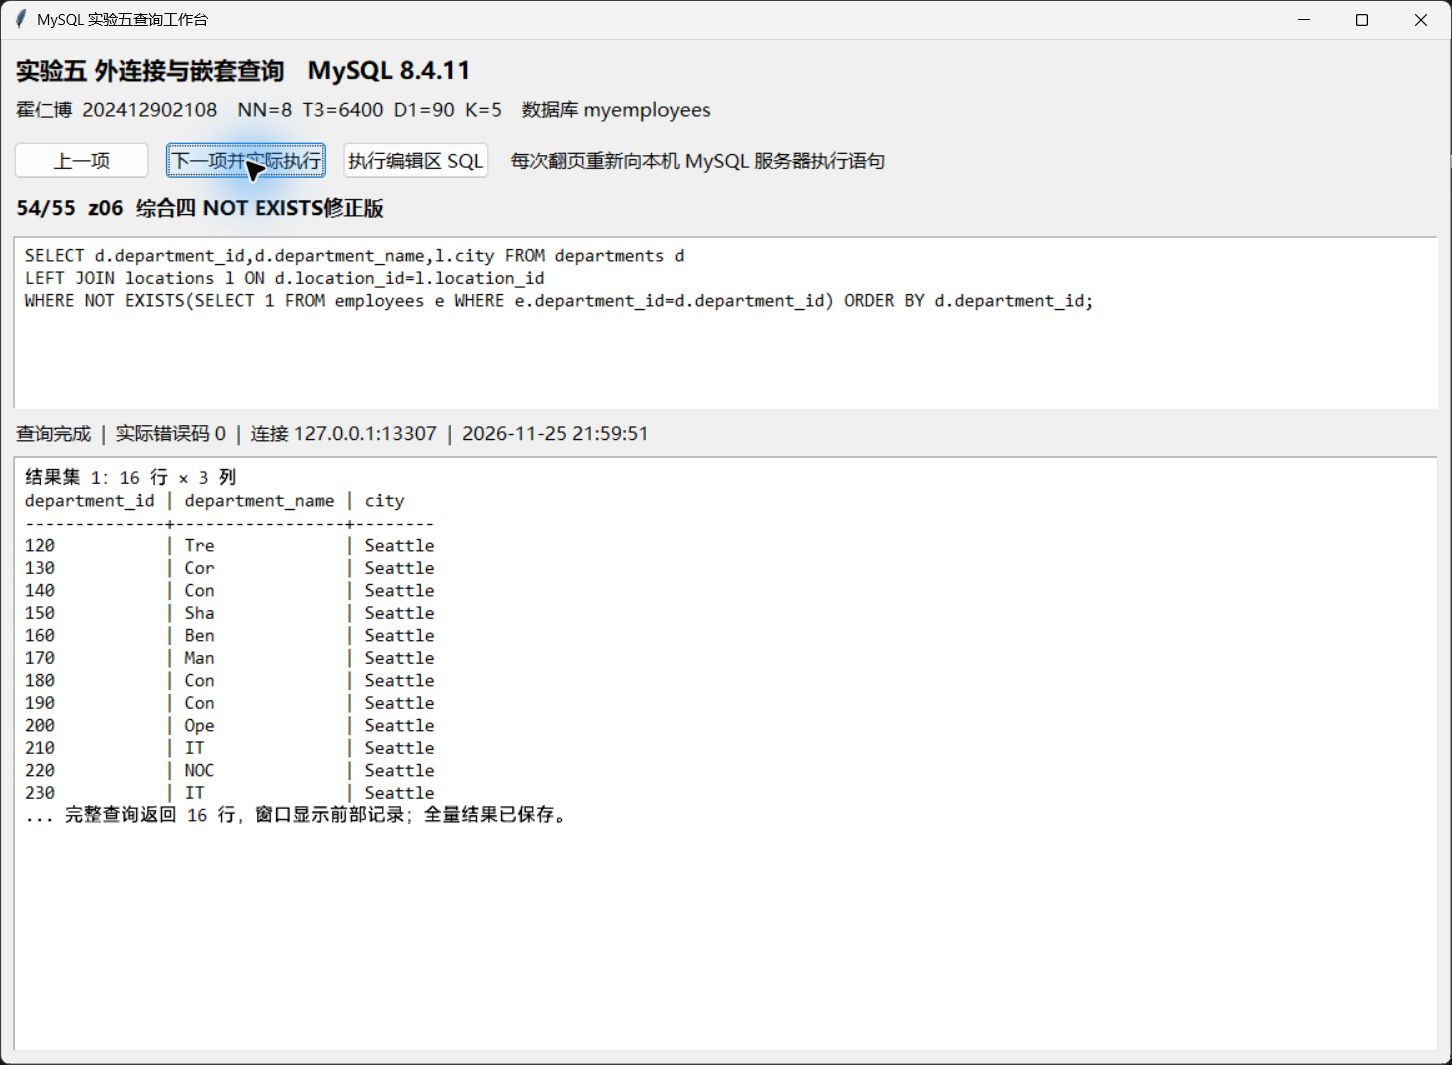 MySQL 实验五查询工作台
实验五 外连接与嵌套查询 MySQL 8.4.11
霍仁博 202412902108 NN=8 T3=6400 D1=90 K=5 数据库 myemployees
上一项 下一项并实际执行 执行编辑区 SQL 每次翻页重新向本机 MySQL 服务器执行语句
54/55 z06 综合四 NOT EXISTS修正版
SELECT d.department_id,d.department_name,l.city FROM departments d
LEFT JOIN locations l ON d.location_id=l.location_id
WHERE NOT EXISTS(SELECT 1 FROM employees e WHERE e.department_id=d.department_id) ORDER BY d.department_id;
查询完成 | 实际错误码 0 | 连接 127.0.0.1:13307 | 2026-11-25 21:59:51
结果集 1: 16 行 × 3 列
department_id | department_name | city
--------------+-----------------+--------
120 | Tre | Seattle
130 | Cor | Seattle
140 | Con | Seattle
150 | Sha | Seattle
160 | Ben | Seattle
170 | Man | Seattle
180 | Con | Seattle
190 | Con | Seattle
200 | Ope | Seattle
210 | IT | Seattle
220 | NOC | Seattle
230 | IT | Seattle
... 完整查询返回 16 行，窗口显示前部记录；全量结果已保存。